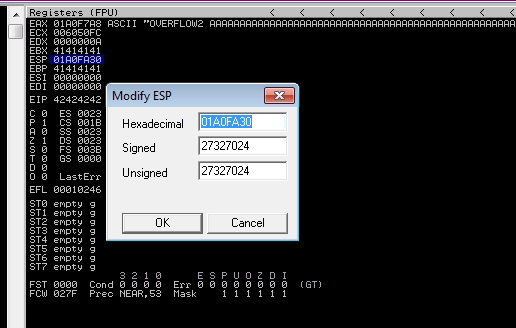 Registers (FPU) < < < < < < < < <
EAX 01A0F7A8 ASCII "OVERFLOW2 AAAAAAAAAAAAAAAAAAAAAAAAAAAAAAAAAAAAAAAAAAAAAA
ECX 006050FC
EDX 0000000A
EBX 41414141
ESP 01A0FA30
EBP 41414141
ESI 00000000
EDI 00000000
EIP 42424242
C 0 ES 0023
P 1 CS 001B
A 0 SS 0023
Z 1 DS 0023
S 0 FS 003B
T 0 GS 0000
D 0
O 0 LastErr
EFL 00010246
ST0 empty g
ST1 empty g
ST2 empty g
ST3 empty g
ST4 empty g
ST5 empty g
ST6 empty g
ST7 empty g
3 2 1 0 E S P U O Z D I
FST 0000 Cond 0 0 0 0 Err 0 0 0 0 0 0 0 0 (GT)
FCW 027F Prec NEAR,53 Mask 1 1 1 1 1 1
Modify ESP
Hexadecimal 01A0FA30
Signed 27327024
Unsigned 27327024
OK Cancel